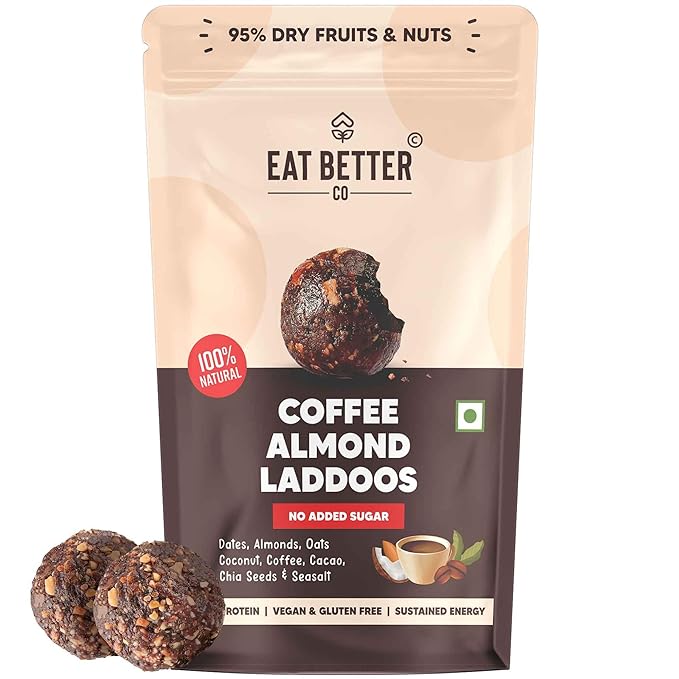 95% DRY FRUITS & NUTS
©
EAT BETTER
CO
100%
NATURAL
COFFEE
ALMOND
LADDOOS
NO ADDED SUGAR
Dates, Almonds, Oats
Coconut, Coffee, Cacao,
Chia Seeds & Seasalt
ROTEIN | VEGAN & GLUTEN FREE | SUSTAINED ENERGY